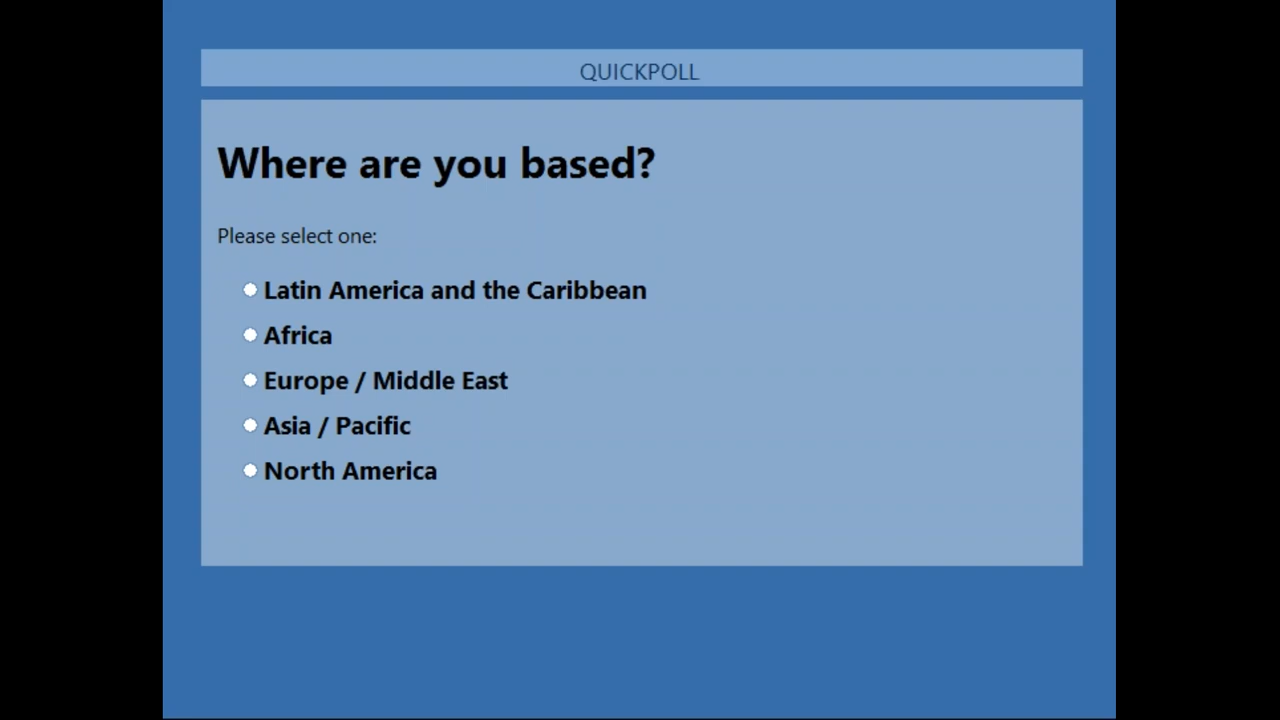 QUICKPOLL
Where are you based?
Please select one:
Latin America and the Caribbean
Africa
Europe / Middle East
Asia / Pacific
North America